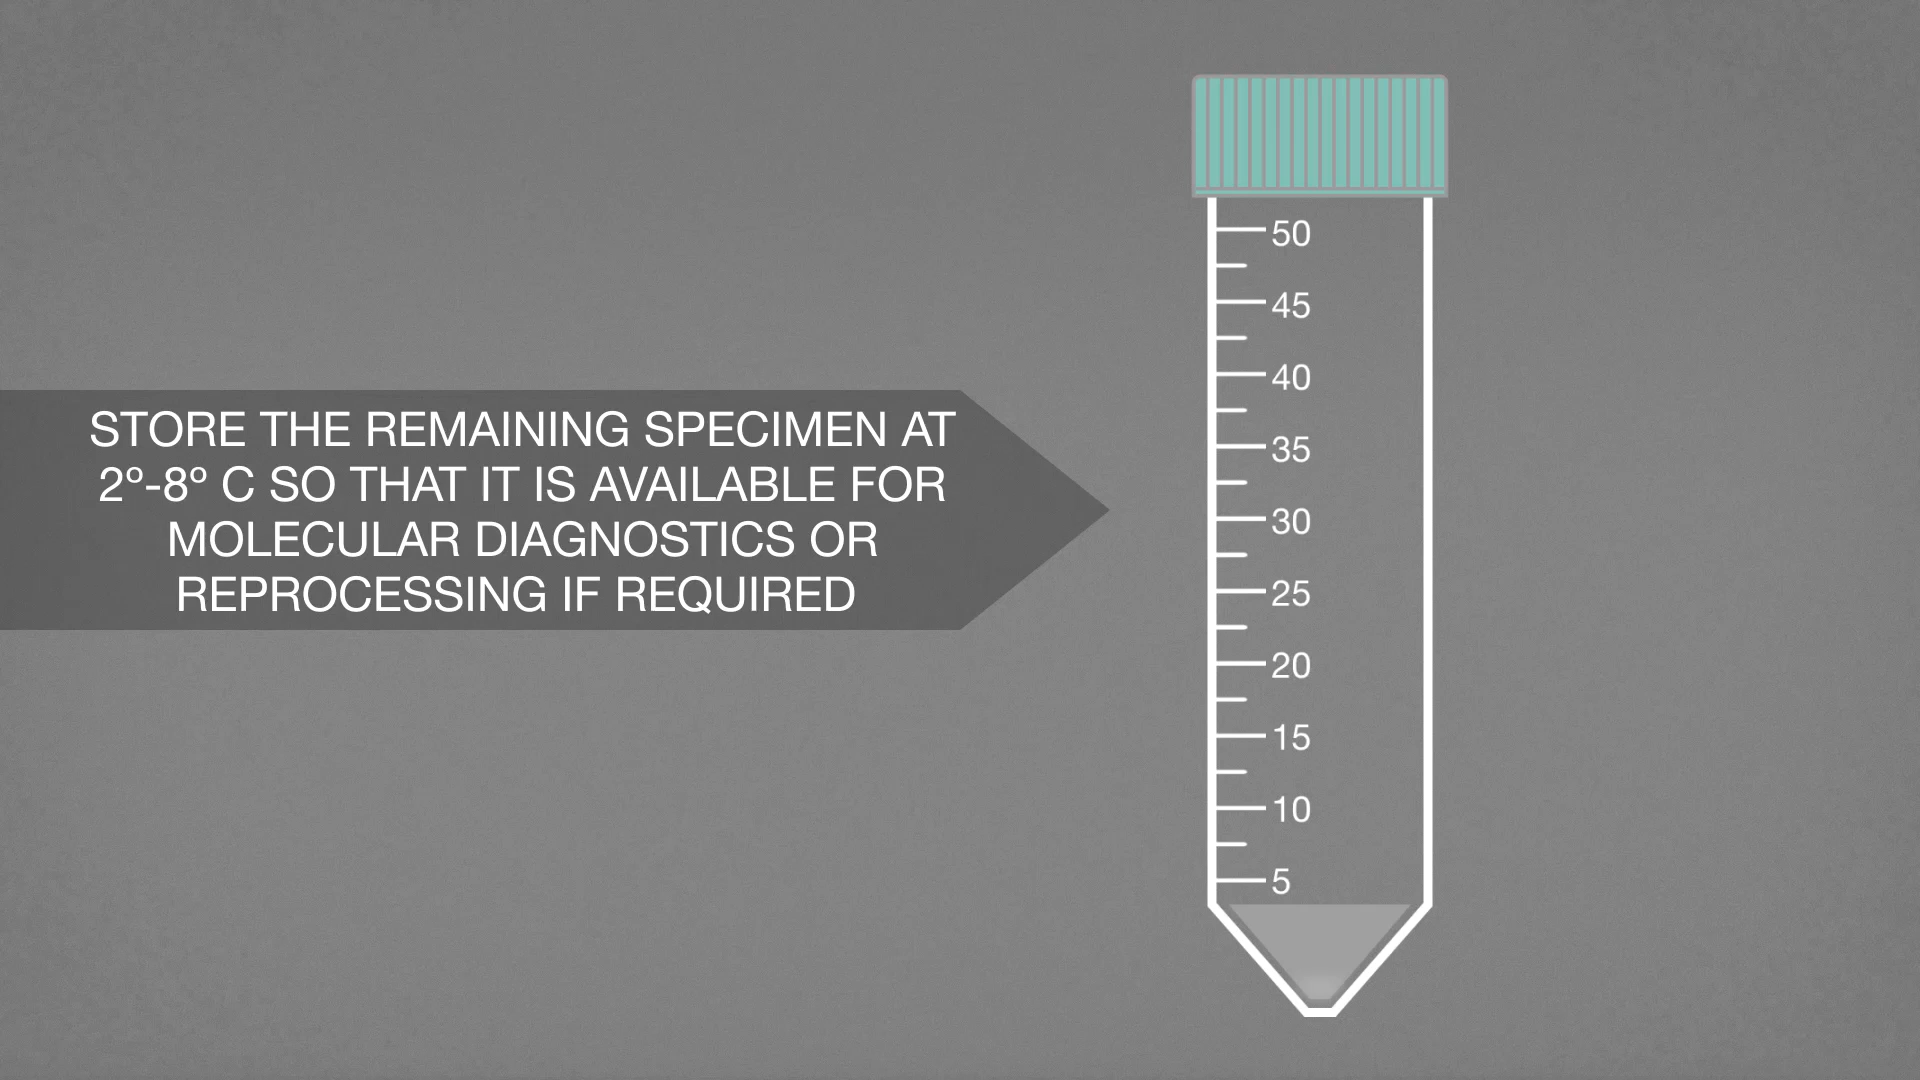 STORE THE REMAINING SPECIMEN AT
2º-8º C SO THAT IT IS AVAILABLE FOR
MOLECULAR DIAGNOSTICS OR
REPROCESSING IF REQUIRED
50
45
40
35
30
25
20
15
10
5